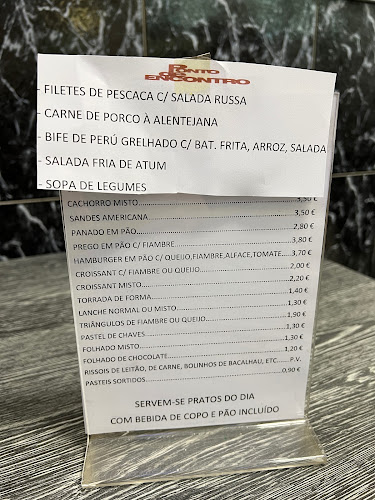 PONTO
DE
ENCONTRO
- FILETES DE PESCACA C/ SALADA RUSSA
- CARNE DE PORCO À ALENTEJANA
- BIFE DE PERÚ GRELHADO C/ BAT. FRITA, ARROZ, SALADA
- SALADA FRIA DE ATUM
- SOPA DE LEGUMES
CACHORRO MISTO 3,50 €
SANDES AMERICANA 3,50 €
PANADO EM PÃO 2,80 €
PREGO EM PÃO C/ FIAMBRE 3,80 €
HAMBURGER EM PÃO C/ QUEIJO,FIAMBRE,ALFACE,TOMATE 3,70 €
CROISSANT C/ FIAMBRE OU QUEIJO 2,00 €
CROISSANT MISTO 2,20 €
TORRADA DE FORMA 1,40 €
LANCHE NORMAL OU MISTO 1,30 €
TRIÂNGULOS DE FIAMBRE OU QUEIJO 1,90 €
PASTEL DE CHAVES 1,30 €
FOLHADO MISTO 1,30 €
FOLHADO DE CHOCOLATE 1,20 €
RISSOIS DE LEITÃO, DE CARNE, BOLINHOS DE BACALHAU, ETC P.V.
PASTEIS SORTIDOS 0,90 €
SERVEM-SE PRATOS DO DIA
COM BEBIDA DE COPO E PÃO INCLUÍDO